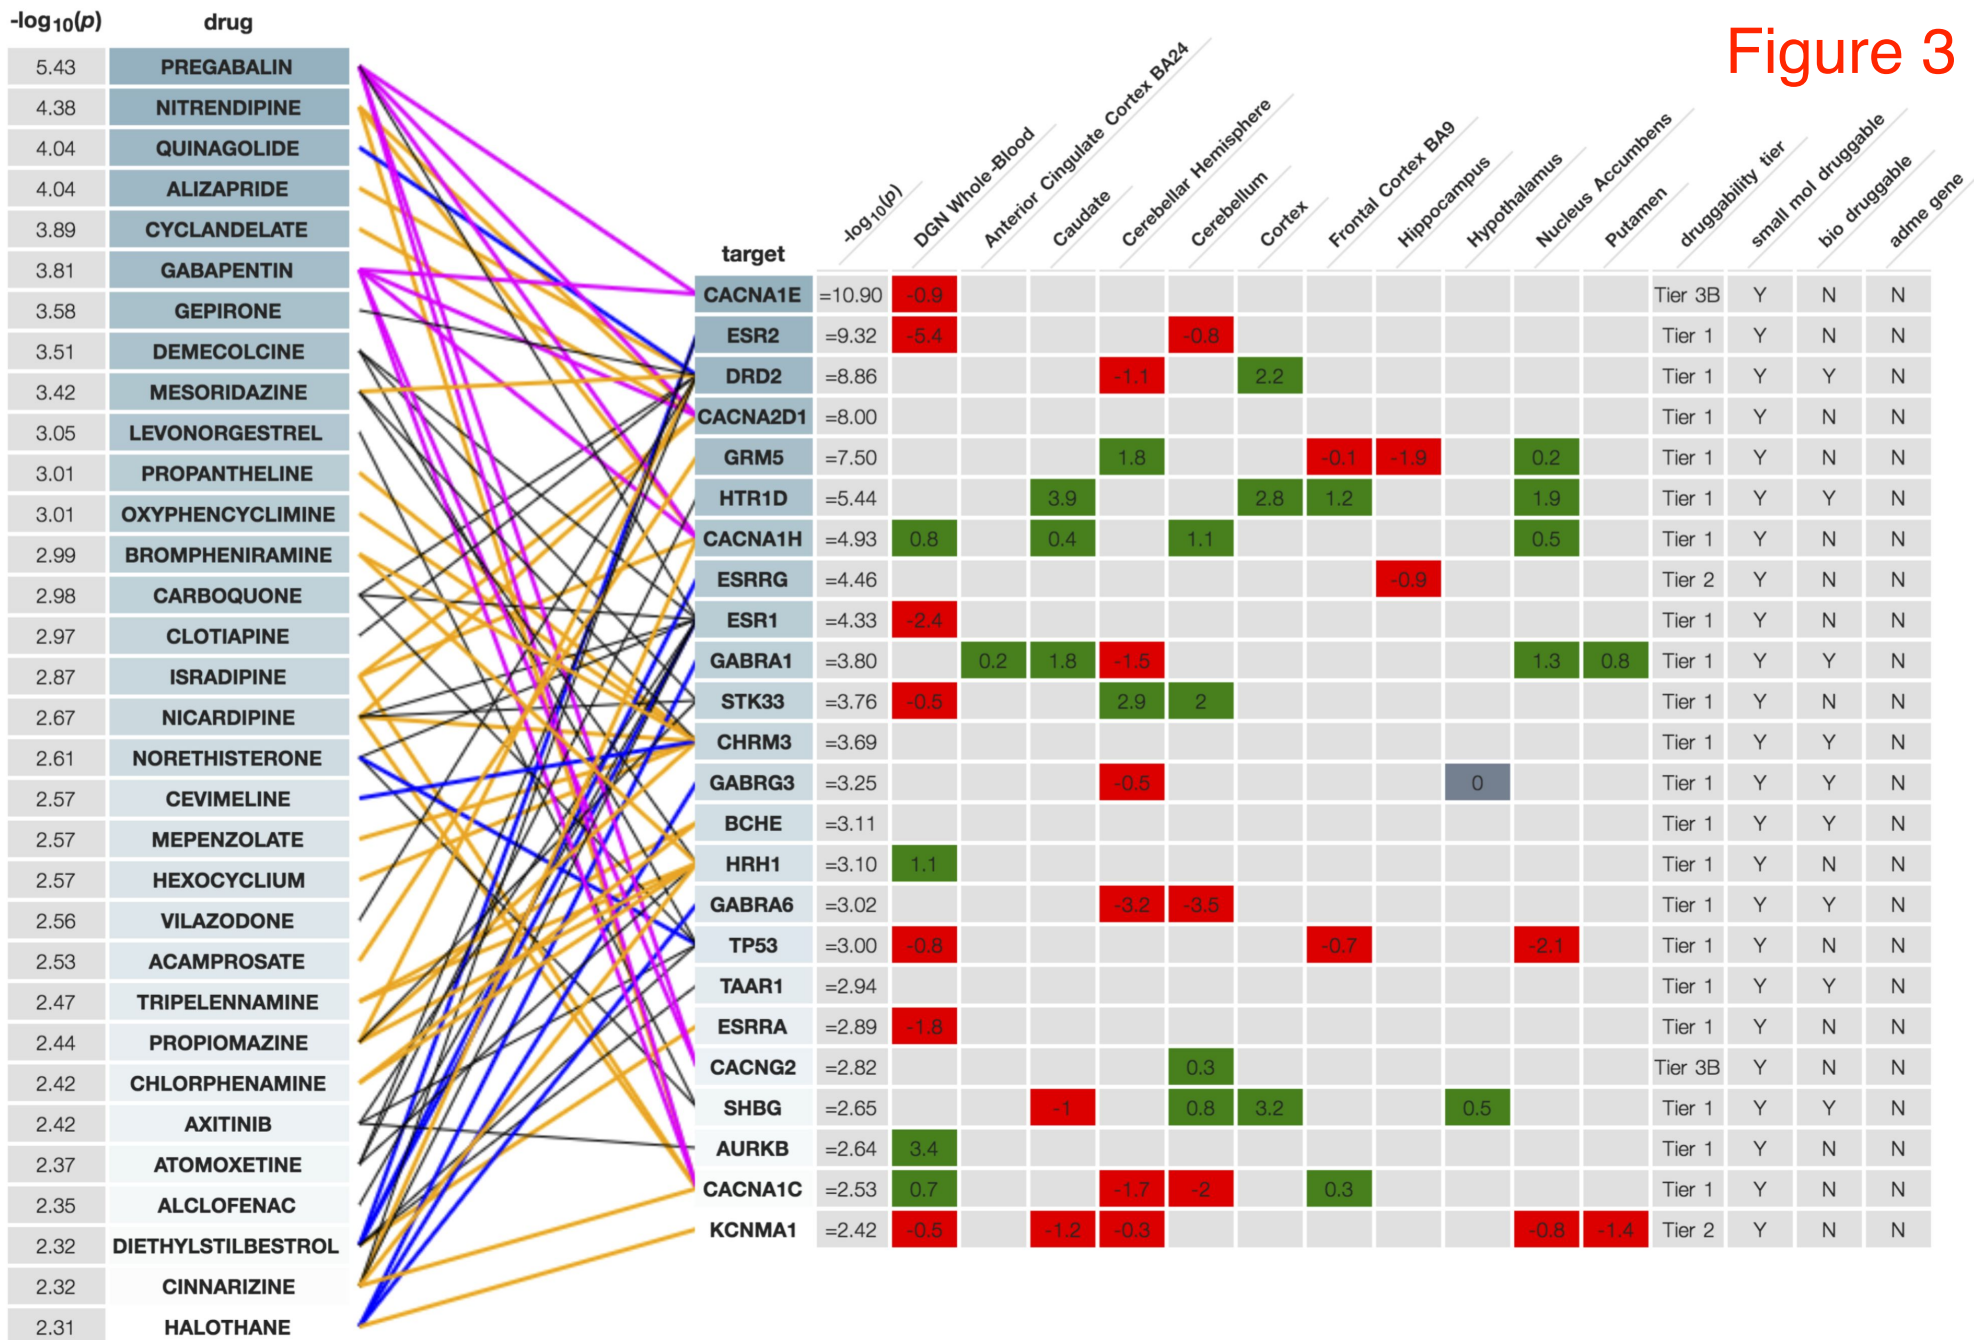 Figure 3
-log10(p) drug
5.43 PREGABALIN
4.38 NITRENDIPINE
4.04 QUINAGOLIDE
4.04 ALIZAPRIDE
3.89 CYCLANDELATE
3.81 GABAPENTIN
3.58 GEPIRONE
3.51 DEMECOLCINE
3.42 MESORIDAZINE
3.05 LEVONORGESTREL
3.01 PROPANTHELINE
3.01 OXYPHENCYCLIMINE
2.99 BROMPHENIRAMINE
2.98 CARBOQUONE
2.97 CLOTIAPINE
2.87 ISRADIPINE
2.67 NICARDIPINE
2.61 NORETHISTERONE
2.57 CEVIMELINE
2.57 MEPENZOLATE
2.57 HEXOCYCLIUM
2.56 VILAZODONE
2.53 ACAMPROSATE
2.47 TRIPELENNAMINE
2.44 PROPIOMAZINE
2.42 CHLORPHENAMINE
2.42 AXITINIB
2.37 ATOMOXETINE
2.35 ALCLOFENAC
2.32 DIETHYLSTILBESTROL
2.32 CINNARIZINE
2.31 HALOTHANE
target
-log10(p)
DGN Whole-Blood
Anterior Cingulate Cortex BA24
Caudate
Cerebellar Hemisphere
Cerebellum
Cortex
Frontal Cortex BA9
Hippocampus
Hypothalamus
Nucleus Accumbens
Putamen
druggability tier
small mol druggable
bio druggable
adme gene
CACNA1E =10.90 -0.9 Tier 3B Y N N
ESR2 =9.32 -5.4 -0.8 Tier 1 Y N N
DRD2 =8.86 -1.1 2.2 Tier 1 Y Y N
CACNA2D1 =8.00 Tier 1 Y N N
GRM5 =7.50 1.8 -0.1 -1.9 0.2 Tier 1 Y N N
HTR1D =5.44 3.9 2.8 1.2 1.9 Tier 1 Y Y N
CACNA1H =4.93 0.8 0.4 1.1 0.5 Tier 1 Y N N
ESRRG =4.46 -0.9 Tier 2 Y N N
ESR1 =4.33 -2.4 Tier 1 Y N N
GABRA1 =3.80 0.2 1.8 -1.5 1.3 0.8 Tier 1 Y Y N
STK33 =3.76 -0.5 2.9 2 Tier 1 Y N N
CHRM3 =3.69 Tier 1 Y Y N
GABRG3 =3.25 -0.5 0 Tier 1 Y Y N
BCHE =3.11 Tier 1 Y Y N
HRH1 =3.10 1.1 Tier 1 Y N N
GABRA6 =3.02 -3.2 -3.5 Tier 1 Y Y N
TP53 =3.00 -0.8 -0.7 -2.1 Tier 1 Y N N
TAAR1 =2.94 Tier 1 Y Y N
ESRRA =2.89 -1.8 Tier 1 Y N N
CACNG2 =2.82 0.3 Tier 3B Y N N
SHBG =2.65 -1 0.8 3.2 0.5 Tier 1 Y Y N
AURKB =2.64 3.4 Tier 1 Y N N
CACNA1C =2.53 0.7 -1.7 -2 0.3 Tier 1 Y N N
KCNMA1 =2.42 -0.5 -1.2 -0.3 -0.8 -1.4 Tier 2 Y N N